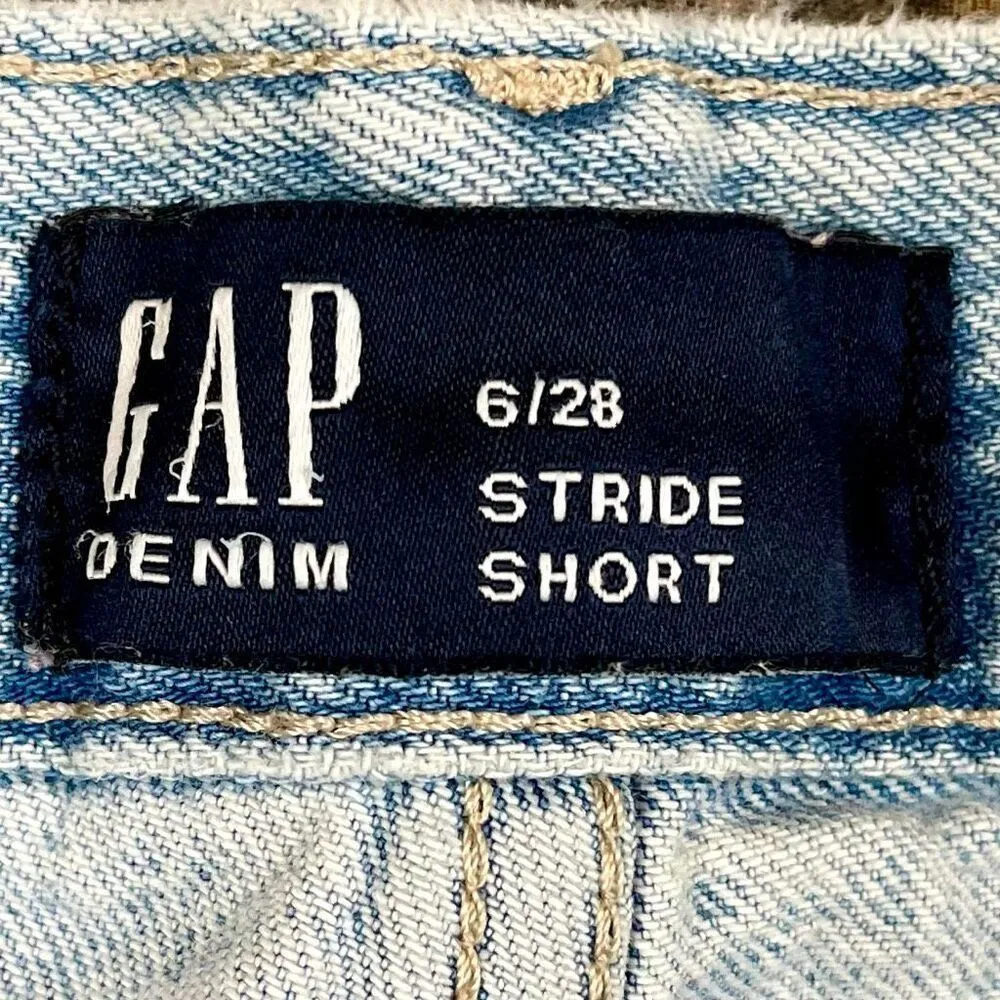 GAP
DENIM
6/28
STRIDE
SHORT